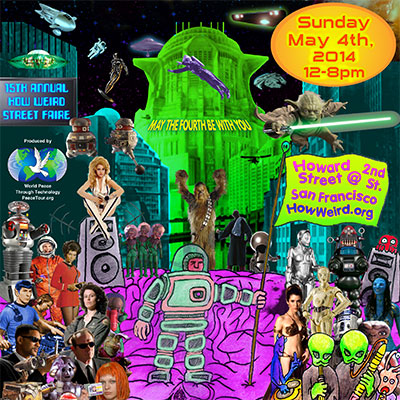 Sunday
May 4th,
2014
12-8pm
15TH ANNUAL
HOW WEIRD
STREET FAIRE
MAY THE FOURTH BE WITH YOU
Produced by
World Peace
Through Technology
PeaceTour.org
Howard 2nd
Street @ St.
San Francisco
HowWeird.org